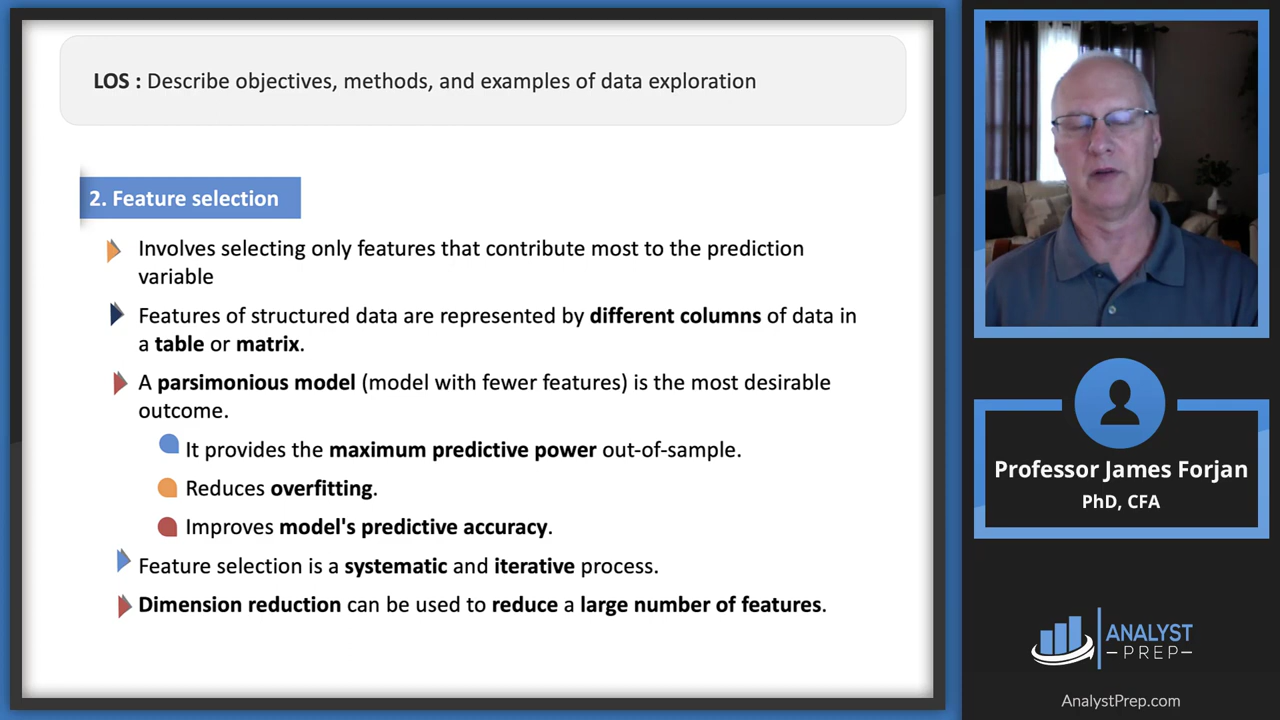 LOS : Describe objectives, methods, and examples of data exploration
2. Feature selection
Involves selecting only features that contribute most to the prediction
variable
Features of structured data are represented by different columns of data in
a table or matrix.
A parsimonious model (model with fewer features) is the most desirable
outcome.
It provides the maximum predictive power out-of-sample.
Reduces overfitting.
Improves model's predictive accuracy.
Feature selection is a systematic and iterative process.
Dimension reduction can be used to reduce a large number of features.
Professor James Forjan
PhD, CFA
ANALYST
PREP
AnalystPrep.com